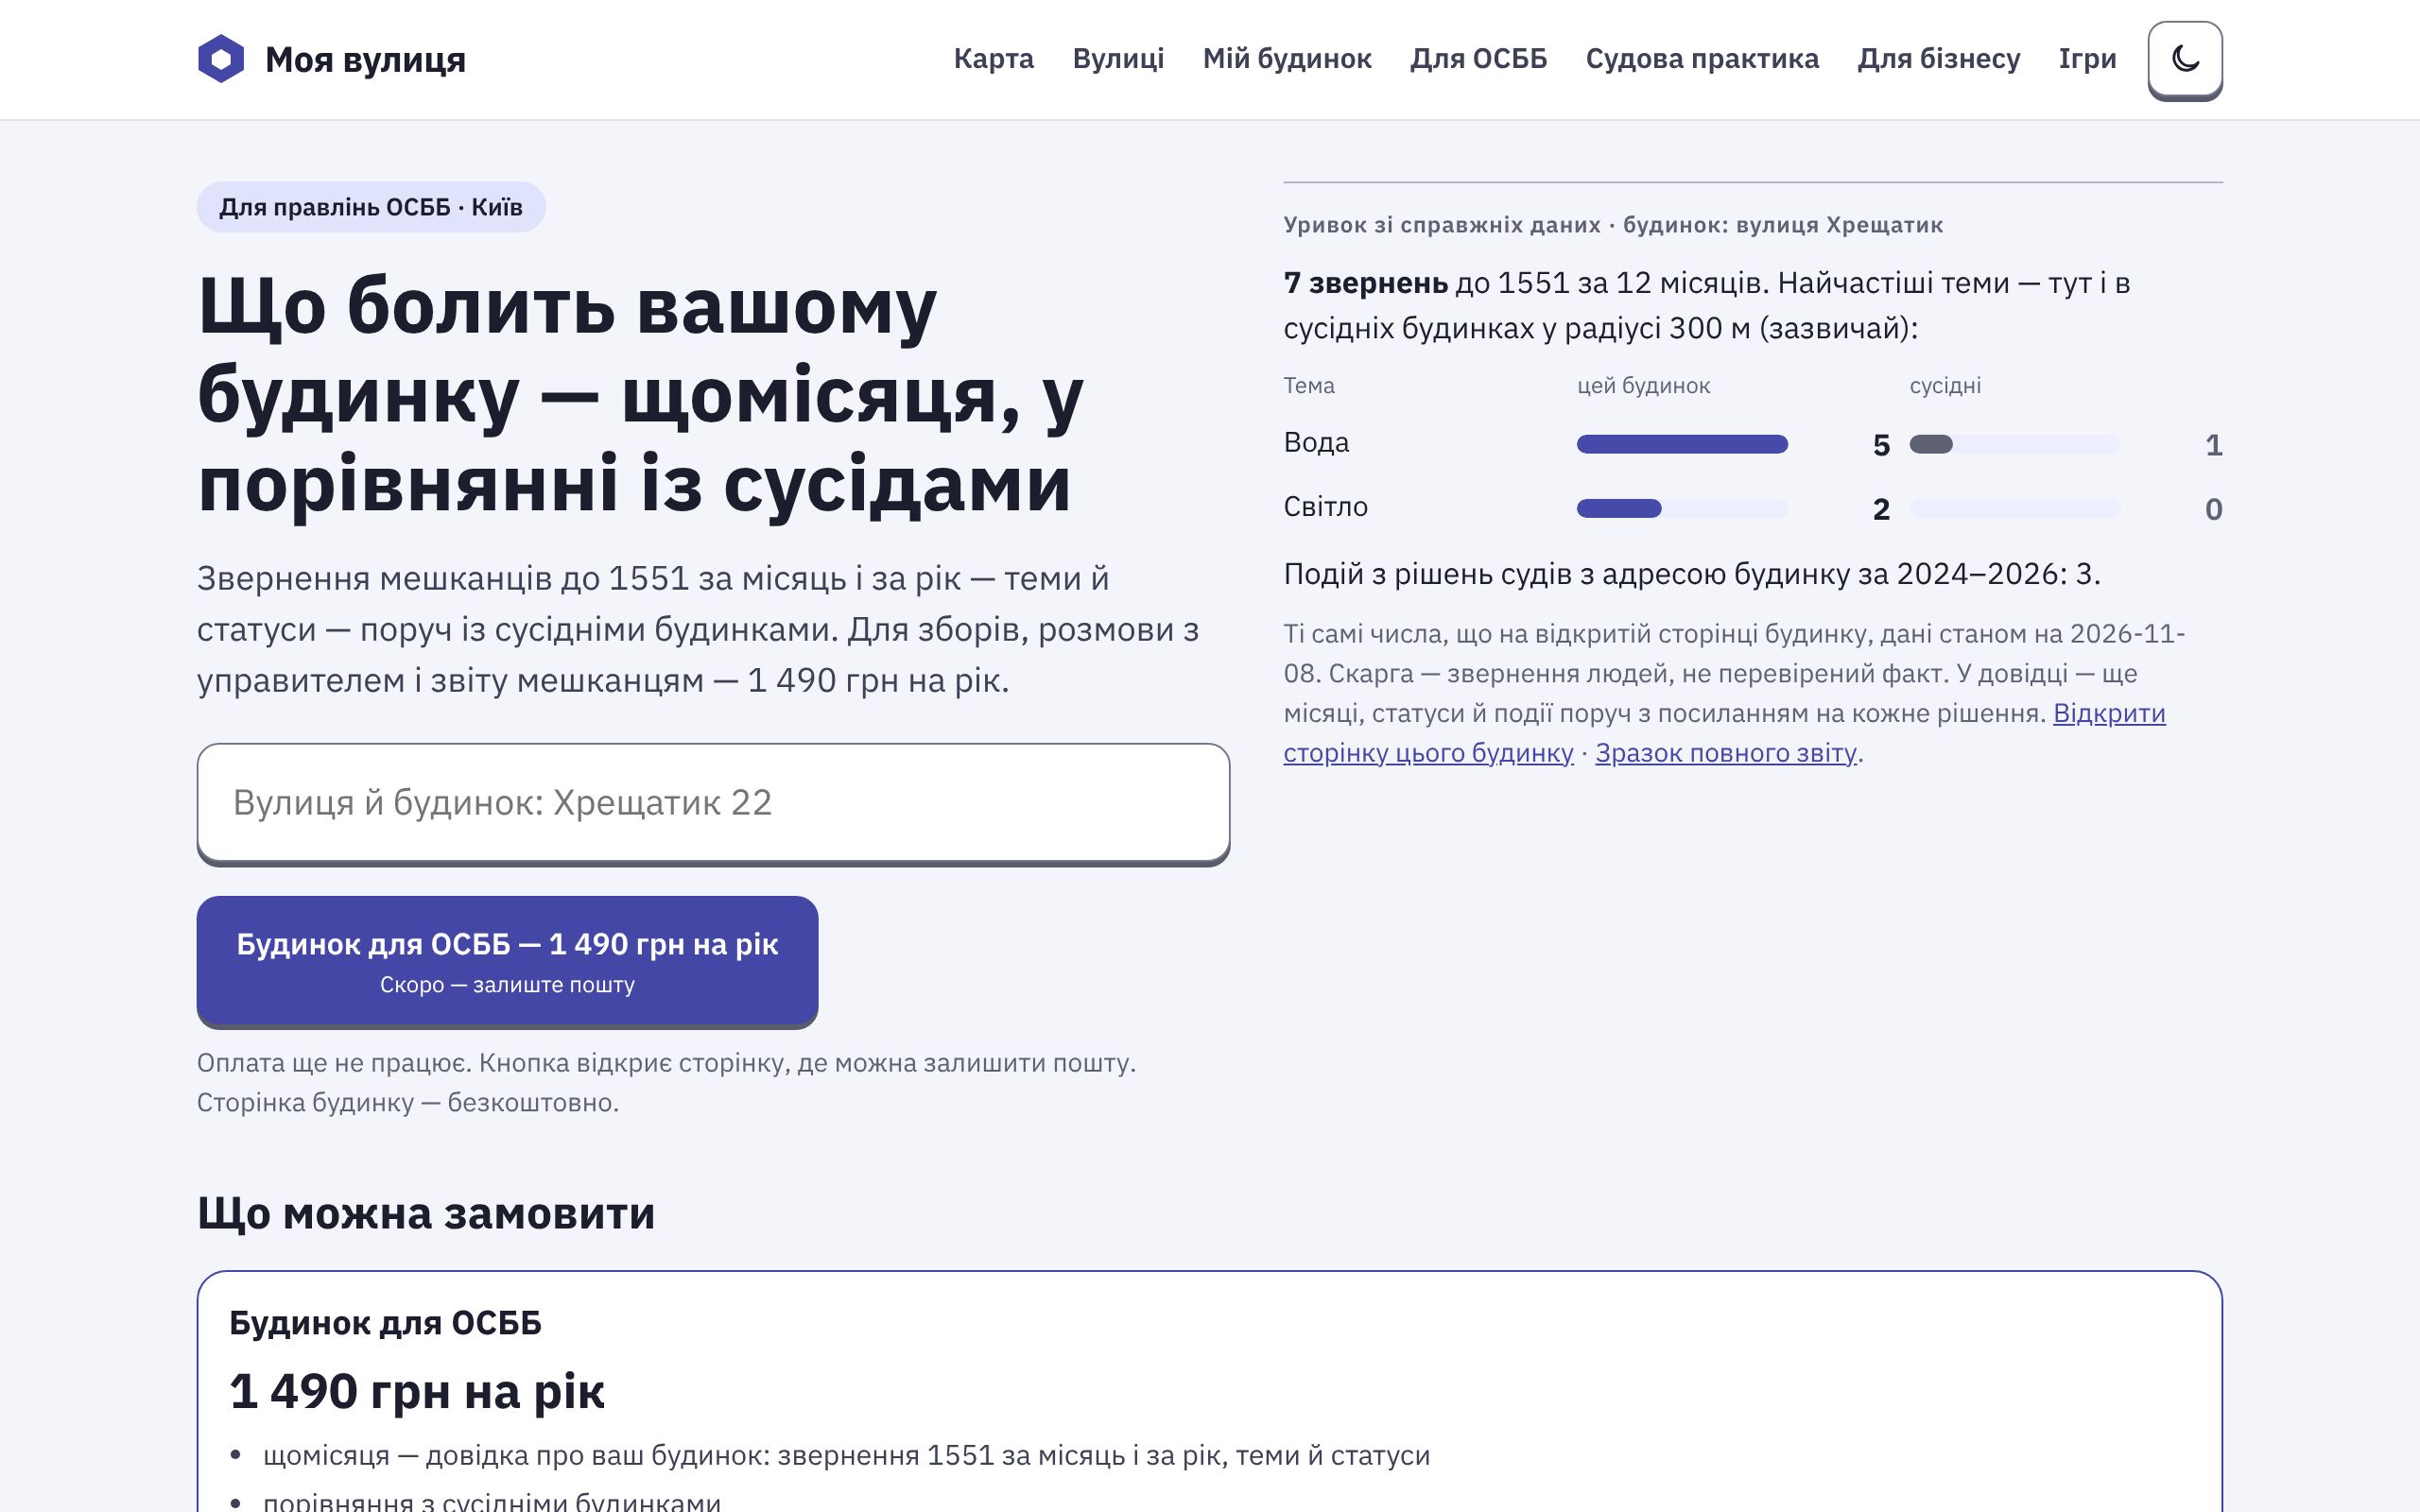 Моя вулиця
Карта Вулиці Мій будинок Для ОСББ Судова практика Для бізнесу Ігри
Для правлінь ОСББ · Київ
Що болить вашому
будинку — щомісяця, у
порівнянні із сусідами
Звернення мешканців до 1551 за місяць і за рік — теми й
статуси — поруч із сусідніми будинками. Для зборів, розмови з
управителем і звіту мешканцям — 1 490 грн на рік.
Вулиця й будинок: Хрещатик 22
Будинок для ОСББ — 1 490 грн на рік
Скоро — залиште пошту
Оплата ще не працює. Кнопка відкриє сторінку, де можна залишити пошту.
Сторінка будинку — безкоштовно.
Уривок зі справжніх даних · будинок: вулиця Хрещатик
7 звернень до 1551 за 12 місяців. Найчастіші теми — тут і в
сусідніх будинках у радіусі 300 м (зазвичай):
Тема цей будинок сусідні
Вода 5 1
Світло 2 0
Подій з рішень судів з адресою будинку за 2024–2026: 3.
Ті самі числа, що на відкритій сторінці будинку, дані станом на 2026-11-
08. Скарга — звернення людей, не перевірений факт. У довідці — ще
місяці, статуси й події поруч з посиланням на кожне рішення. Відкрити
сторінку цього будинку · Зразок повного звіту.
Що можна замовити
Будинок для ОСББ
1 490 грн на рік
• щомісяця — довідка про ваш будинок: звернення 1551 за місяць і за рік, теми й статуси
• порівняння з сусідніми будинками